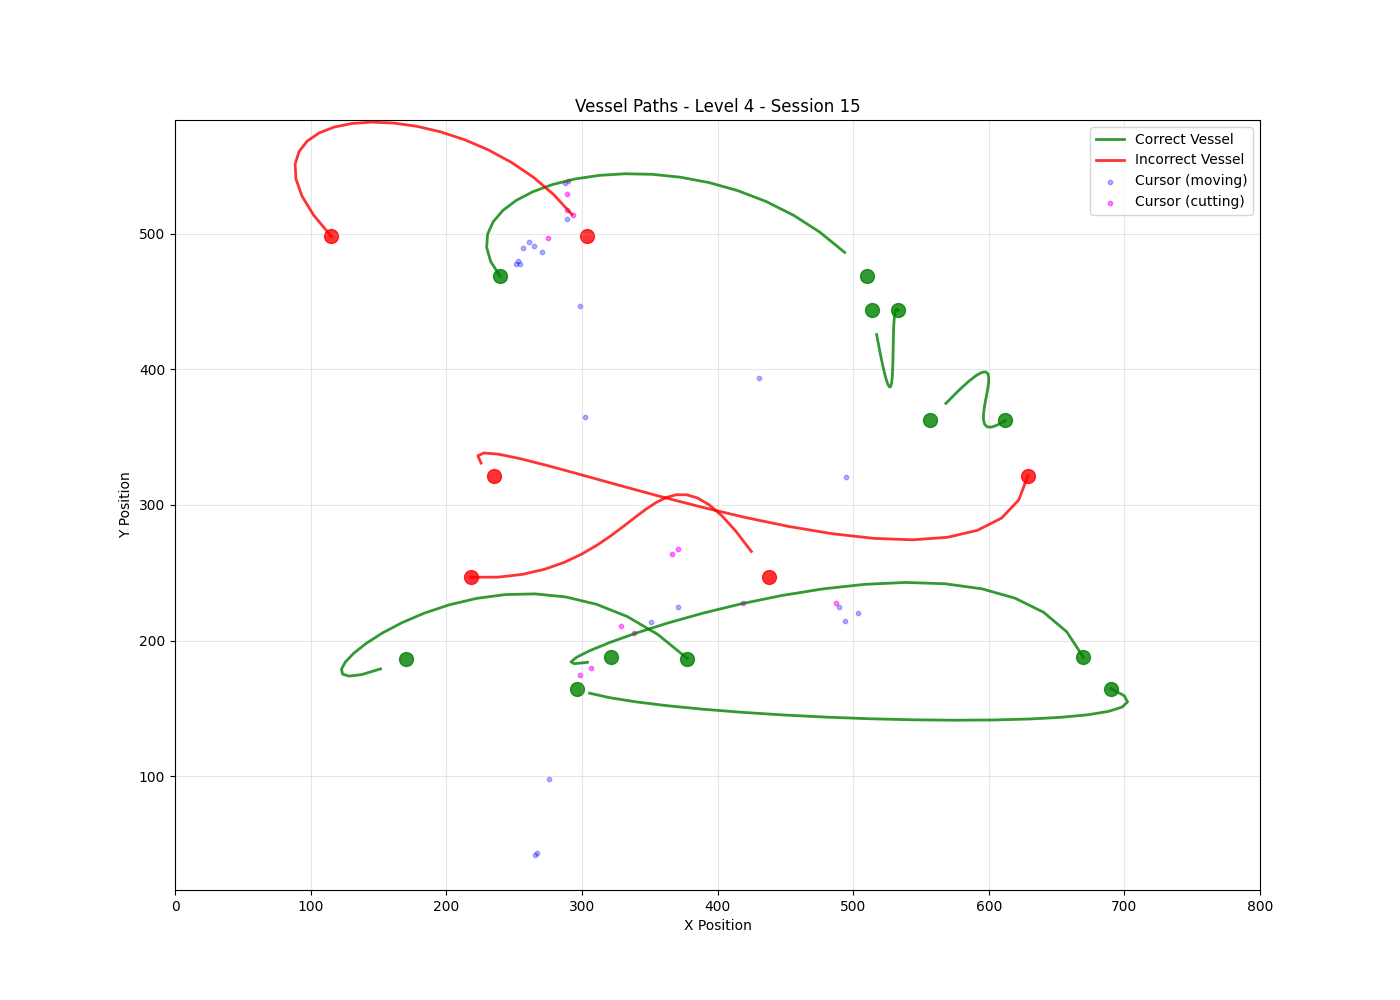 Vessel Paths - Level 4 - Session 15
Correct Vessel
Incorrect Vessel
Cursor (moving)
Cursor (cutting)
500
400
300
200
100
Y Position
0 100 200 300 400 500 600 700 800
X Position